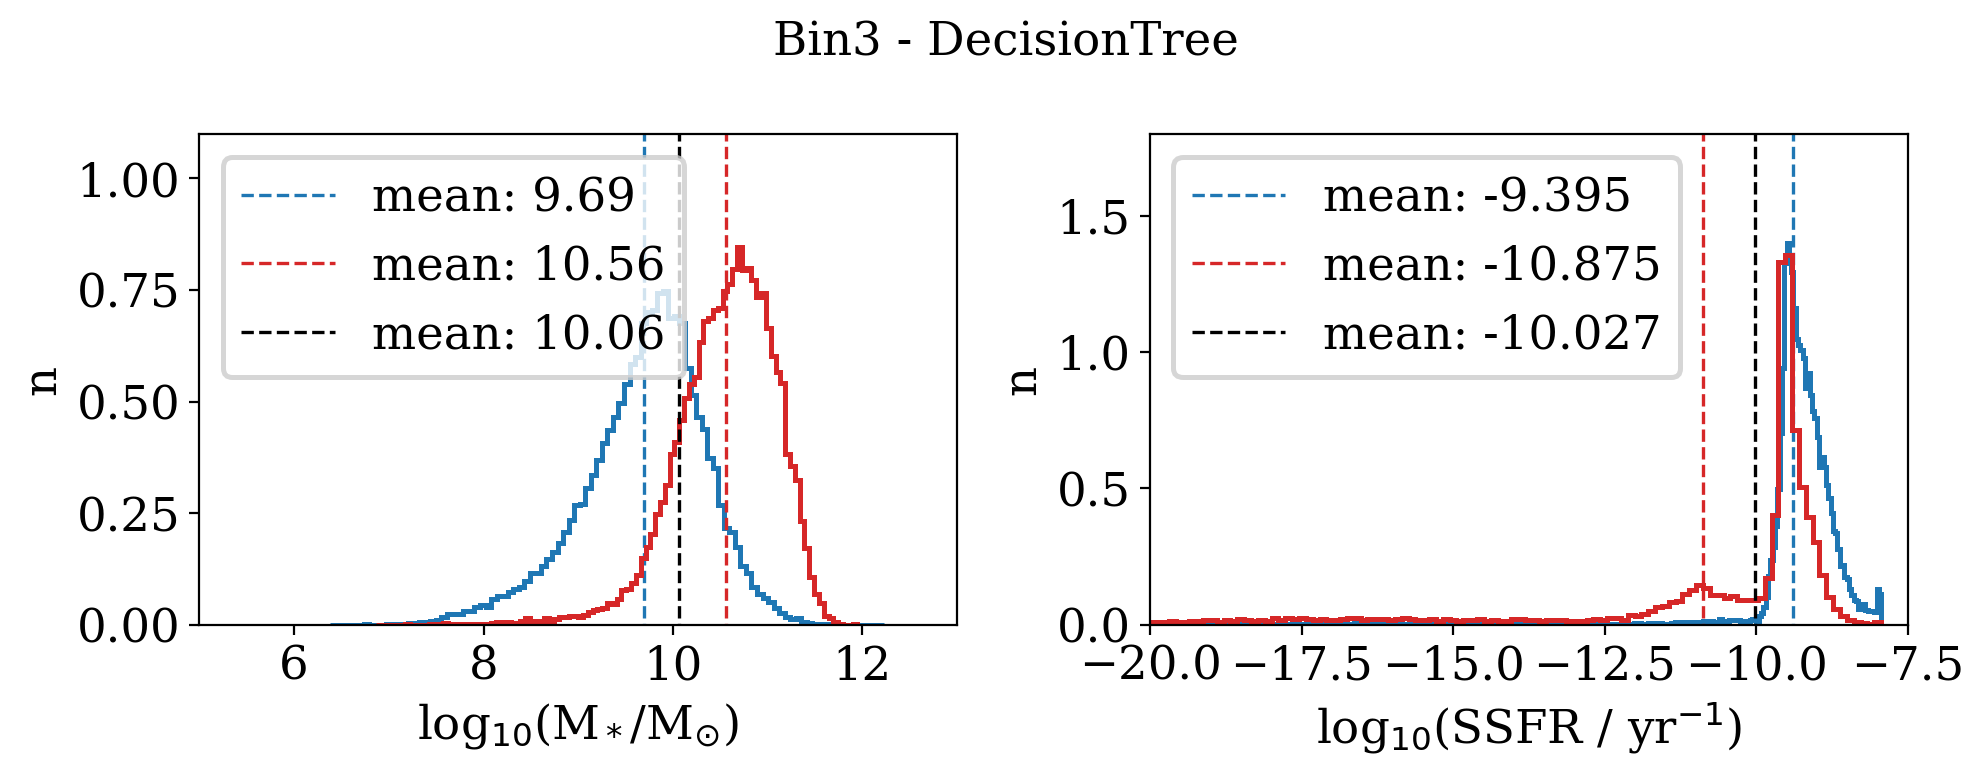 Bin3 - DecisionTree
n
1.00
0.75
0.50
0.25
0.00
mean: 9.69
mean: 10.56
mean: 10.06
6 8 10 12
log₁₀(M∗/M⊙)
n
1.5
1.0
0.5
0.0
mean: -9.395
mean: -10.875
mean: -10.027
−20.0 −17.5 −15.0 −12.5 −10.0 −7.5
log₁₀(SSFR / yr⁻¹)